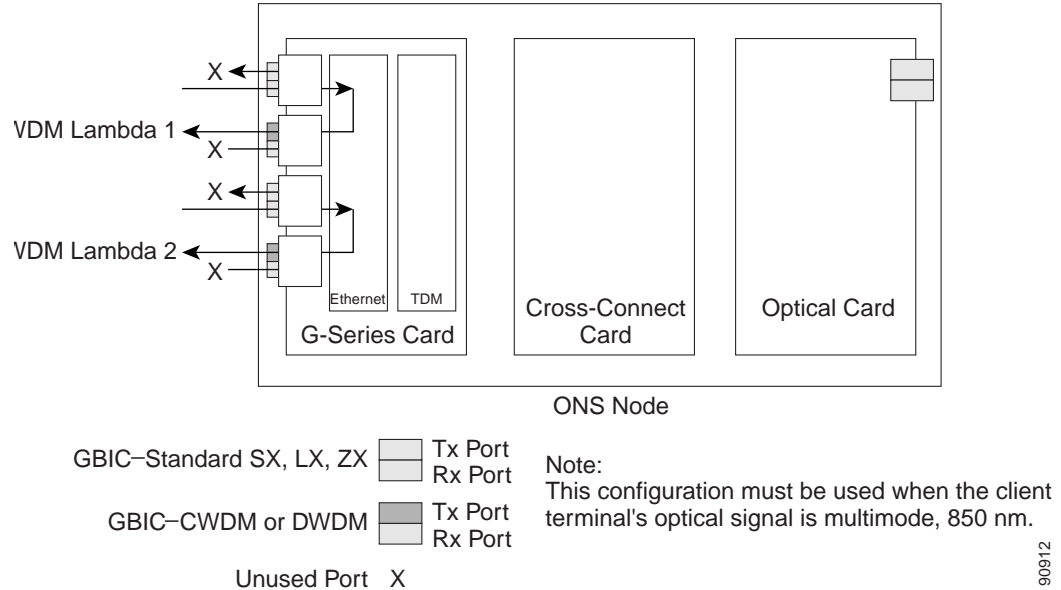 X
VDM Lambda 1
X
X
VDM Lambda 2
X
Ethernet
TDM
G-Series Card
Cross-Connect
Card
Optical Card
ONS Node
GBIC–Standard SX, LX, ZX
Tx Port
Rx Port
GBIC–CWDM or DWDM
Tx Port
Rx Port
Unused Port X
Note:
This configuration must be used when the client
terminal's optical signal is multimode, 850 nm.
90912